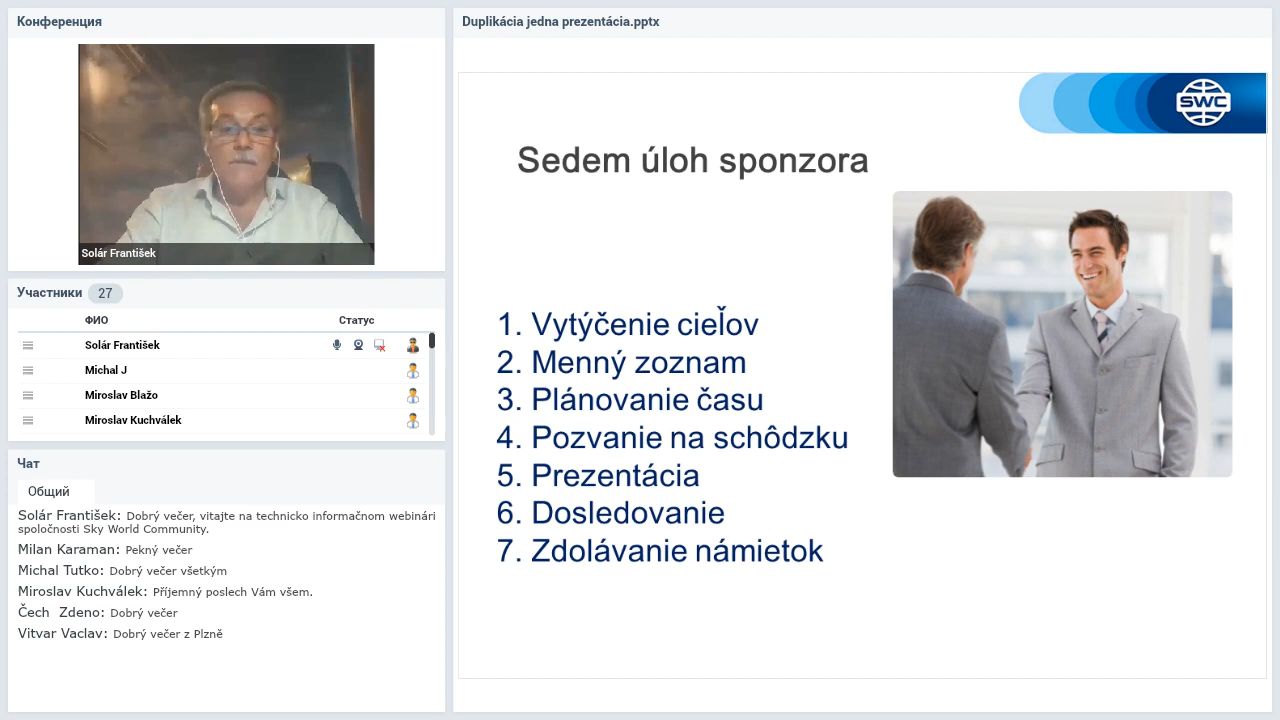 Конференция
Solár František
Участники 27
ФИО Статус
Solár František
Michal J
Miroslav Blažo
Miroslav Kuchválek
Чат
Общий
Solár František: Dobrý večer, vitajte na technicko informačnom webinári
spoločnosti Sky World Community.
Milan Karaman: Pekný večer
Michal Tutko: Dobrý večer všetkým
Miroslav Kuchválek: Příjemný poslech Vám všem.
Čech  Zdeno: Dobrý večer
Vitvar Vaclav: Dobrý večer z Plzně
Duplikácia jedna prezentácia.pptx
SWC
Sedem úloh sponzora
1. Vytýčenie cieľov
2. Menný zoznam
3. Plánovanie času
4. Pozvanie na schôdzku
5. Prezentácia
6. Dosledovanie
7. Zdolávanie námietok